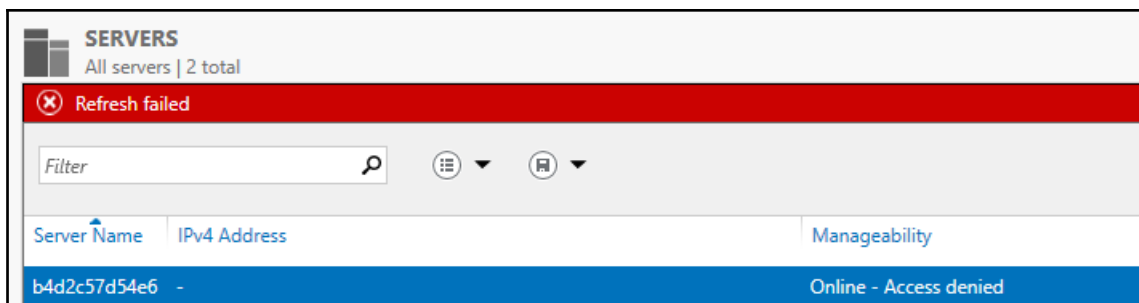 SERVERS
All servers | 2 total
Refresh failed
Filter
Server Name IPv4 Address Manageability
b4d2c57d54e6 - Online - Access denied